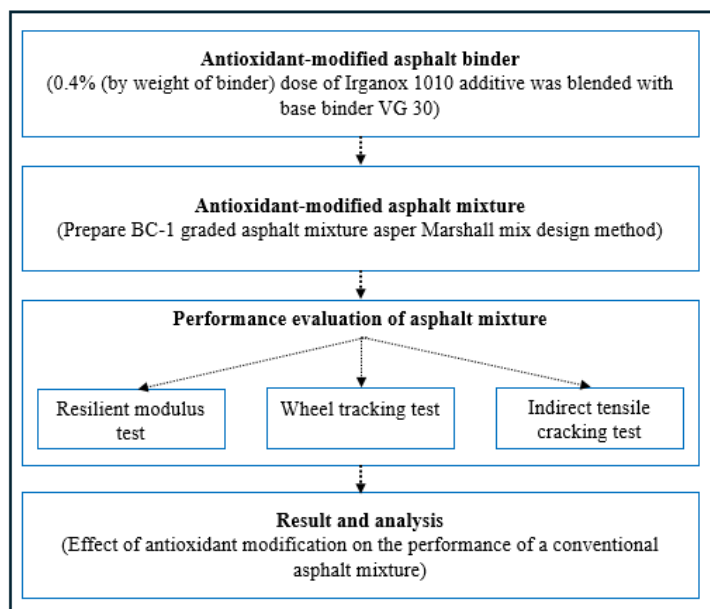 Antioxidant-modified asphalt binder
(0.4% (by weight of binder) dose of Irganox 1010 additive was blended with
base binder VG 30)
Antioxidant-modified asphalt mixture
(Prepare BC-1 graded asphalt mixture asper Marshall mix design method)
Performance evaluation of asphalt mixture
Resilient modulus
test
Wheel tracking test
Indirect tensile
cracking test
Result and analysis
(Effect of antioxidant modification on the performance of a conventional
asphalt mixture)